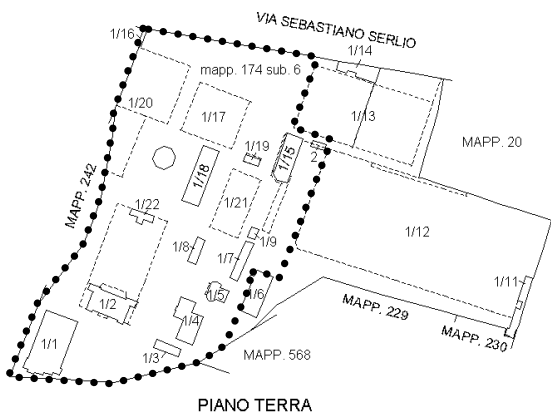 VIA SEBASTIANO SERLIO
1/16
1/14
mapp. 174 sub. 6
1/20
1/17
1/13
MAPP. 20
1/19
1/15
2
1/18
MAPP. 242
1/21
1/22
1/12
1/9
1/8
1/7
1/11
1/5
1/6
1/2
MAPP. 229
1/4
1/1
MAPP. 230
1/3
MAPP. 568
PIANO TERRA